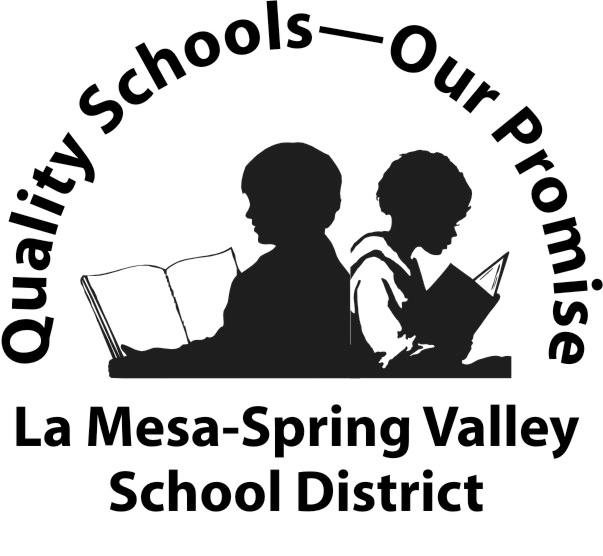 Quality Schools—Our Promise
La Mesa-Spring Valley
School District